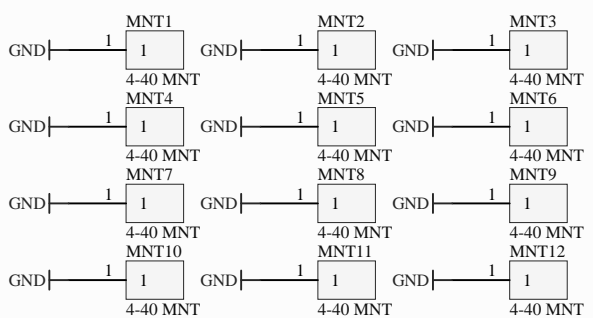 MNT1 MNT2 MNT3
GND 1 1 GND 1 1 GND 1 1
4-40 MNT 4-40 MNT 4-40 MNT
MNT4 MNT5 MNT6
GND 1 1 GND 1 1 GND 1 1
4-40 MNT 4-40 MNT 4-40 MNT
MNT7 MNT8 MNT9
GND 1 1 GND 1 1 GND 1 1
4-40 MNT 4-40 MNT 4-40 MNT
MNT10 MNT11 MNT12
GND 1 1 GND 1 1 GND 1 1
4-40 MNT 4-40 MNT 4-40 MNT